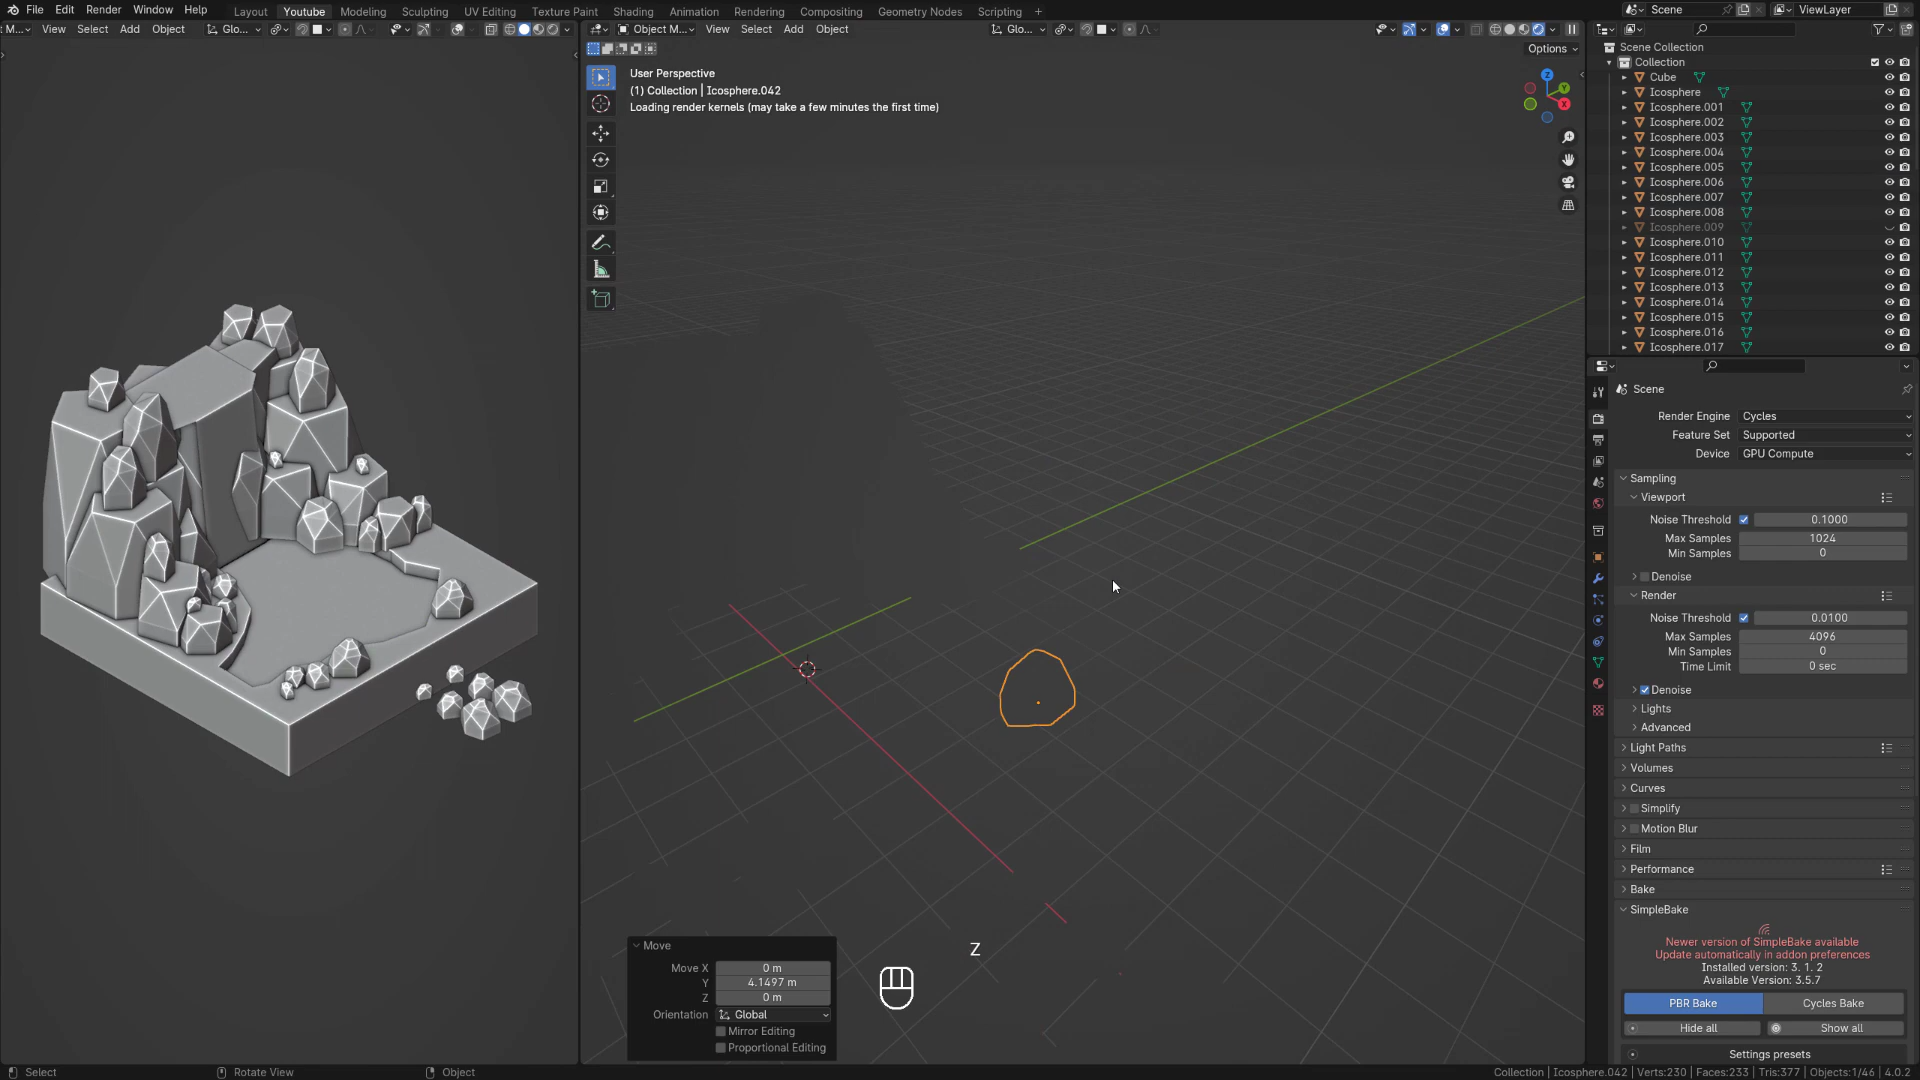 File Edit Render Window Help
Layout Youtube Modeling Sculpting UV Editing Texture Paint Shading Animation Rendering Compositing Geometry Nodes Scripting +
Scene
ViewLayer
t M... View Select Add Object
Glo...
Object M... View Select Add Object
Glo...
Options
User Perspective
(1) Collection | Icosphere.042
Loading render kernels (may take a few minutes the first time)
Z
Y
X
Scene Collection
Collection
Cube
Icosphere
Icosphere.001
Icosphere.002
Icosphere.003
Icosphere.004
Icosphere.005
Icosphere.006
Icosphere.007
Icosphere.008
Icosphere.009
Icosphere.010
Icosphere.011
Icosphere.012
Icosphere.013
Icosphere.014
Icosphere.015
Icosphere.016
Icosphere.017
Scene
Render Engine Cycles
Feature Set Supported
Device GPU Compute
Sampling
Viewport
Noise Threshold 0.1000
Max Samples 1024
Min Samples 0
Denoise
Render
Noise Threshold 0.0100
Max Samples 4096
Min Samples 0
Time Limit 0 sec
Denoise
Lights
Advanced
Light Paths
Volumes
Curves
Simplify
Motion Blur
Film
Performance
Bake
SimpleBake
Newer version of SimpleBake available
Update automatically in addon preferences
Installed version: 3. 1. 2
Available Version: 3.5.7
PBR Bake Cycles Bake
Hide all Show all
Settings presets
Move
Move X 0 m
Y 4.1497 m
Z 0 m
Orientation Global
Mirror Editing
Proportional Editing
Z
Select Rotate View Object
Collection | Icosphere.042 | Verts:230 | Faces:233 | Tris:377 | Objects:1/46 | 4.0.2